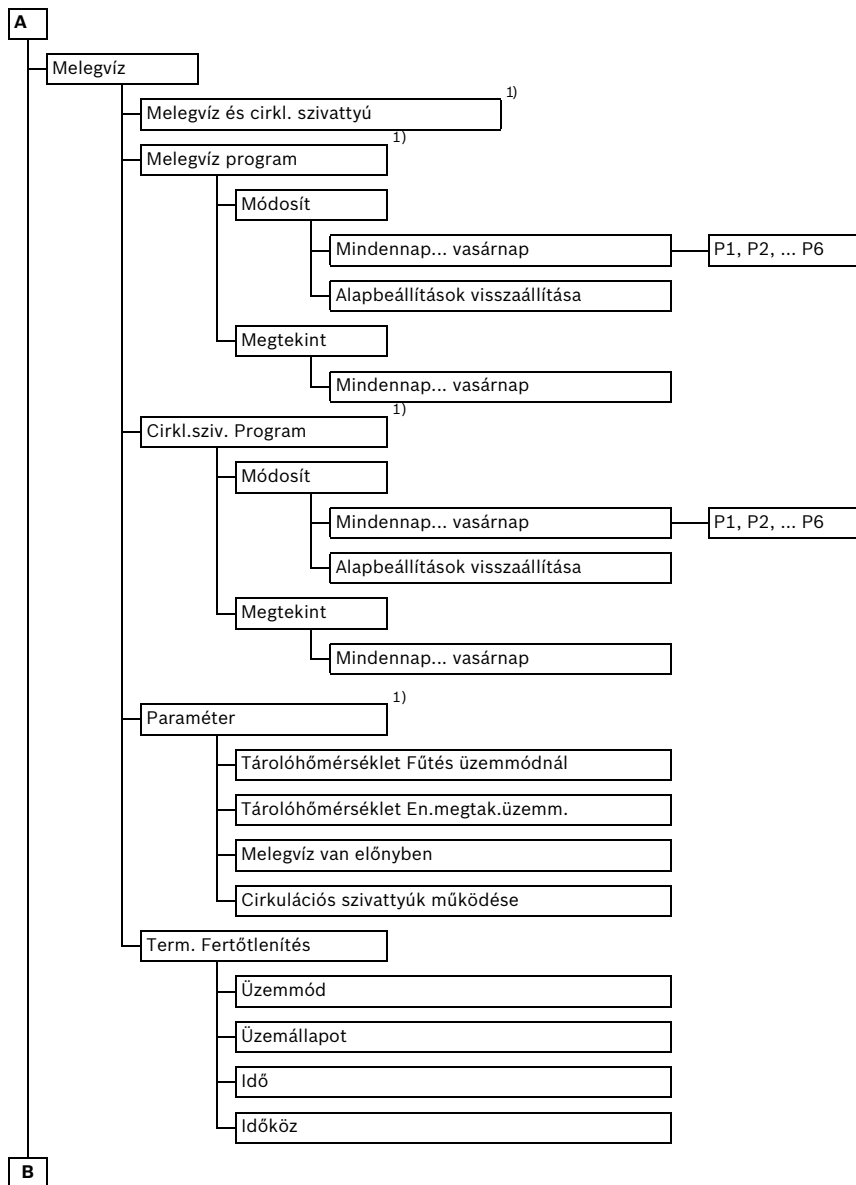 A
Melegvíz
Melegvíz és cirkl. szivattyú 1)
Melegvíz program 1)
Módosít
Mindennap... vasárnap P1, P2, ... P6
Alapbeállítások visszaállítása
Megtekint
Mindennap... vasárnap
Cirkl.sziv. Program 1)
Módosít
Mindennap... vasárnap P1, P2, ... P6
Alapbeállítások visszaállítása
Megtekint
Mindennap... vasárnap
Paraméter 1)
Tárolóhőmérséklet Fűtés üzemmódnál
Tárolóhőmérséklet En.megtak.üzemm.
Melegvíz van előnyben
Cirkulációs szivattyúk működése
Term. Fertőtlenítés
Üzemmód
Üzemállapot
Idő
Időköz
B